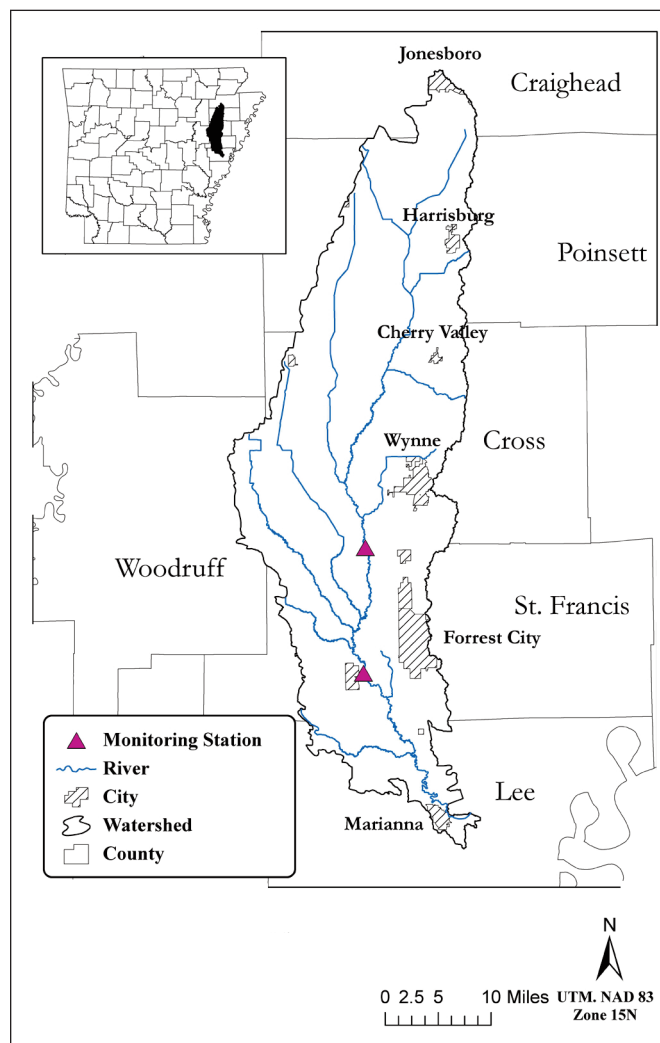 Jonesboro
Craighead
Harrisburg
Poinsett
Cherry Valley
Wynne
Cross
Woodruff
St. Francis
Forrest City
Monitoring Station
River
City
Watershed
County
Lee
Marianna
N
0 2.5 5 10 Miles
UTM. NAD 83
Zone 15N